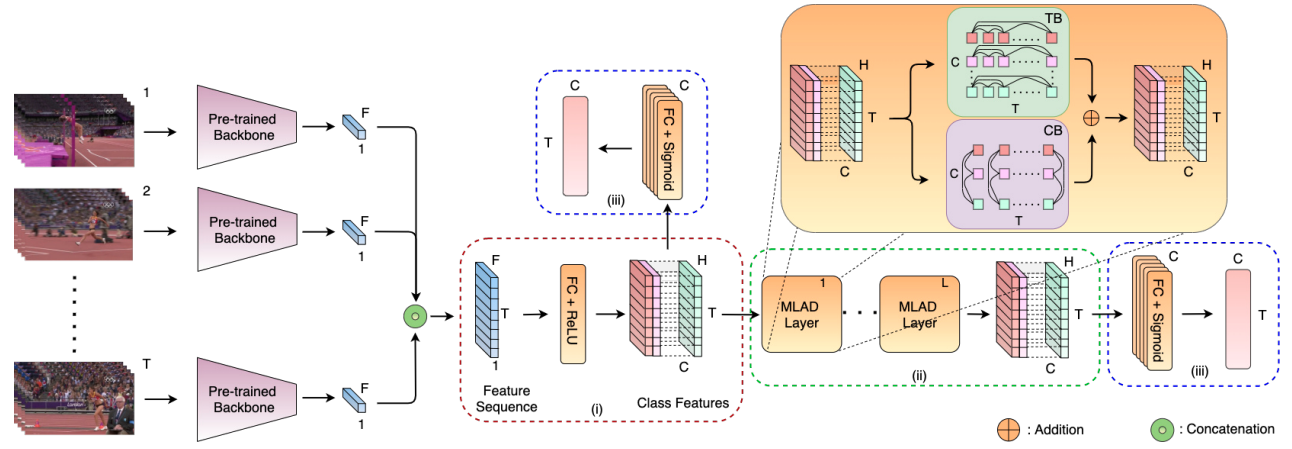 1
Pre-trained
Backbone
F
1
2
Pre-trained
Backbone
F
1
T
Pre-trained
Backbone
F
1
F
T
1
Feature
Sequence
FC + ReLU
H
T
C
Class Features
(i)
C
T
C
FC + Sigmoid
(iii)
1
MLAD
Layer
L
MLAD
Layer
H
T
C
(ii)
H
T
C
TB
C
T
CB
C
T
H
T
C
C
FC + Sigmoid
C
T
(iii)
: Addition
: Concatenation